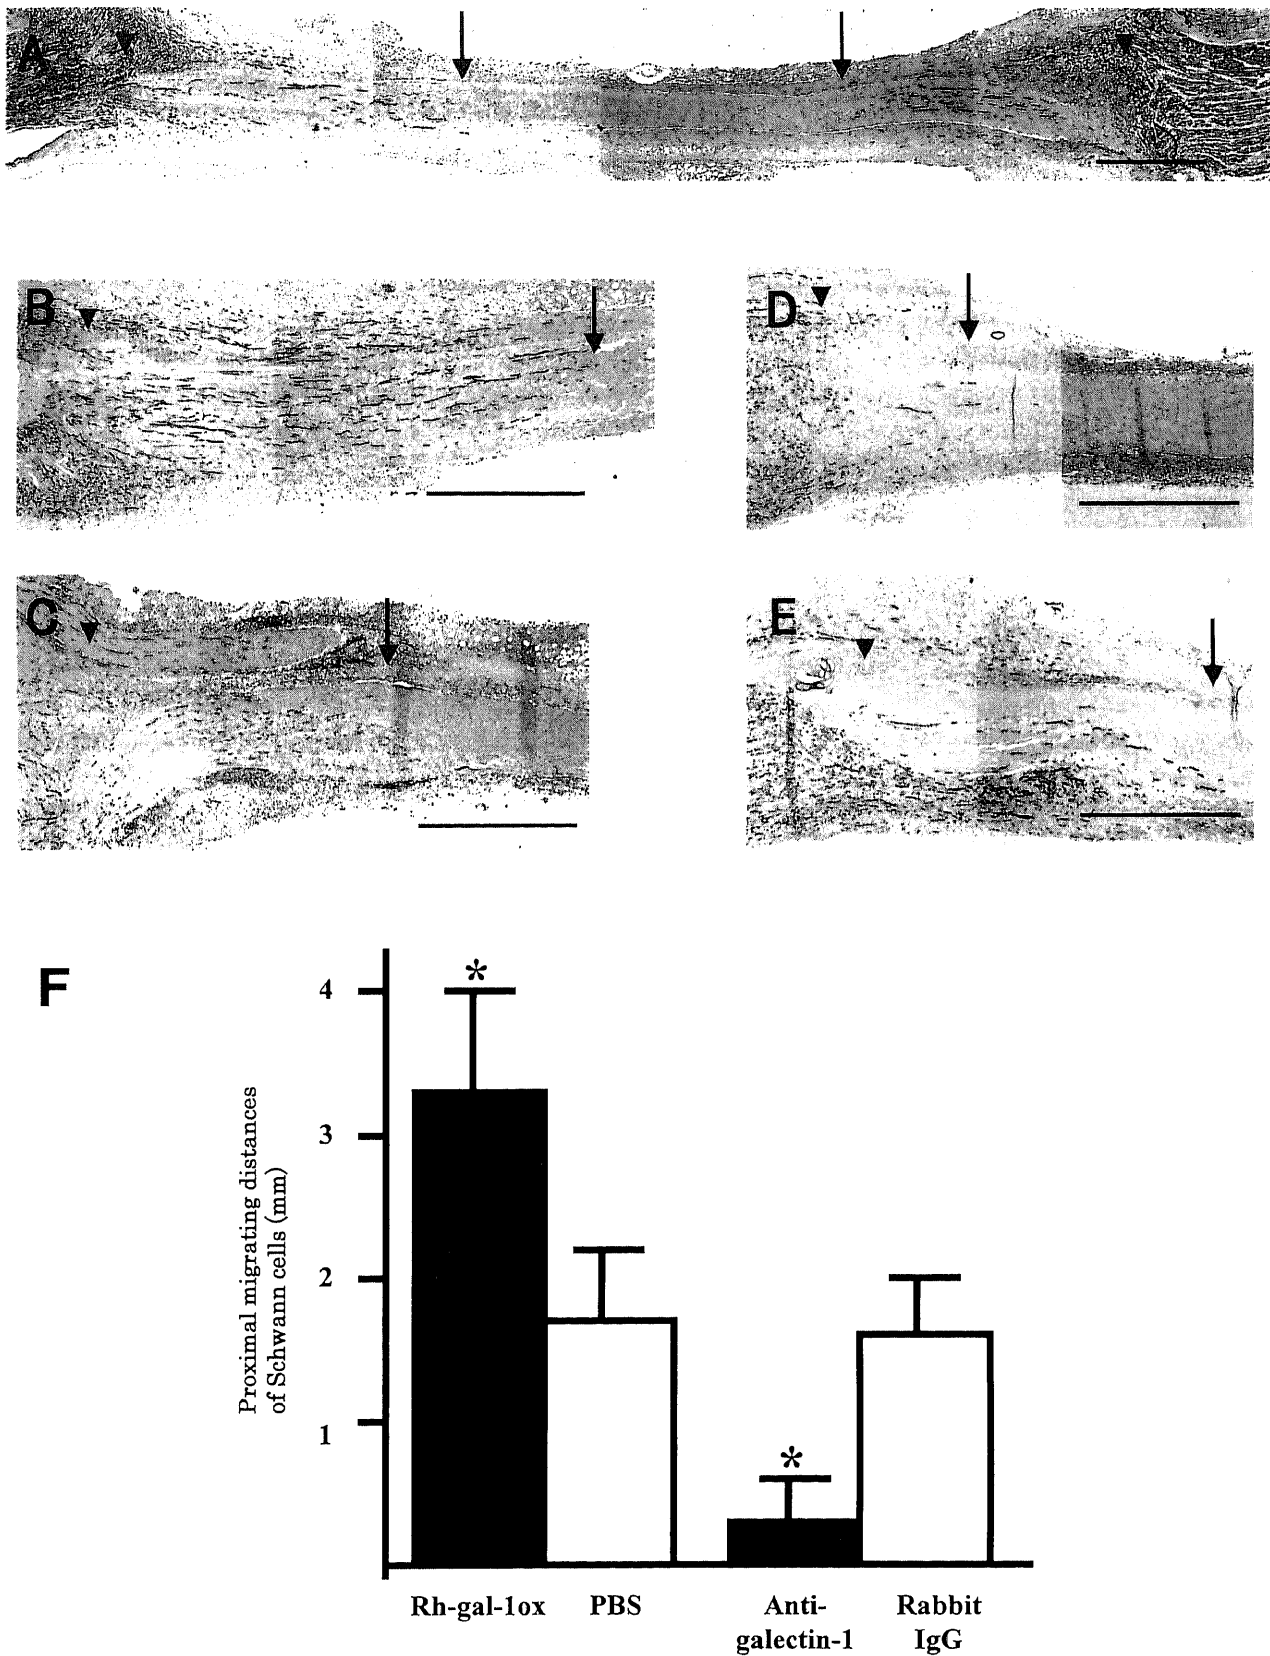 A
B
D
C
E
F
*
4
3
2
1
Proximal migrating distances
of Schwann cells (mm)
*
Rh-gal-1ox
PBS
Anti-
galectin-1
Rabbit
IgG